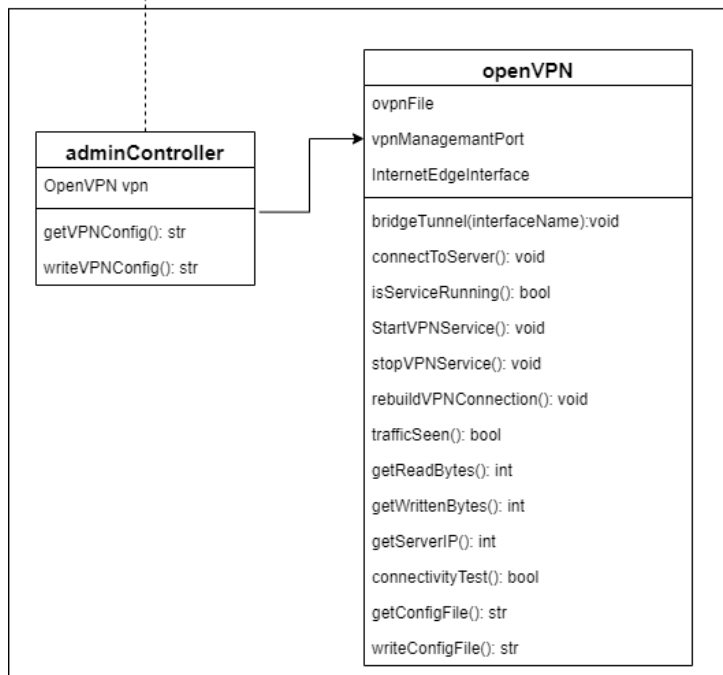 adminController
OpenVPN vpn
getVPNConfig(): str
writeVPNConfig(): str
openVPN
ovpnFile
vpnManagemantPort
InternetEdgeInterface
bridgeTunnel(interfaceName):void
connectToServer(): void
isServiceRunning(): bool
StartVPNService(): void
stopVPNService(): void
rebuildVPNConnection(): void
trafficSeen(): bool
getReadBytes(): int
getWrittenBytes(): int
getServerIP(): int
connectivityTest(): bool
getConfigFile(): str
writeConfigFile(): str